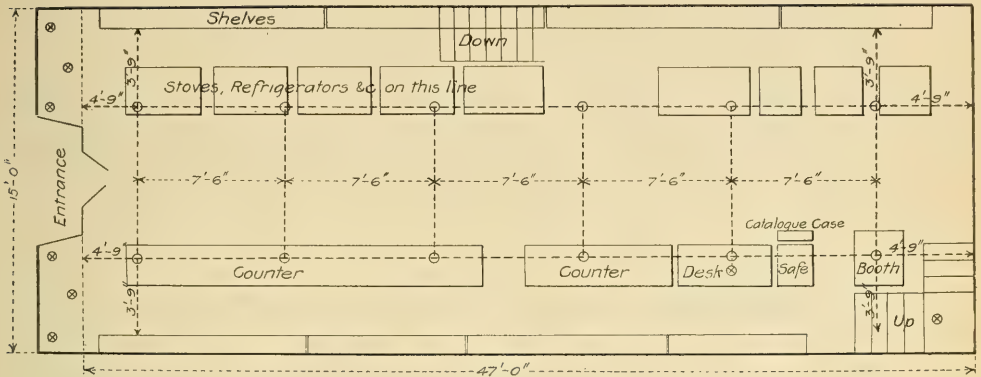 Shelves
Down
3'-9"
3'-9"
Stoves, Refrigerators &c on this line
4'-9"
4'-9"
15'-0"
Entrance
7'-6"
7'-6"
7'-6"
7'-6"
7'-6"
Catalogue Case
4'-9"
4'-9"
Counter
Counter
Desk
Safe
Booth
3'-9"
3'-9"
Up
47'-0"